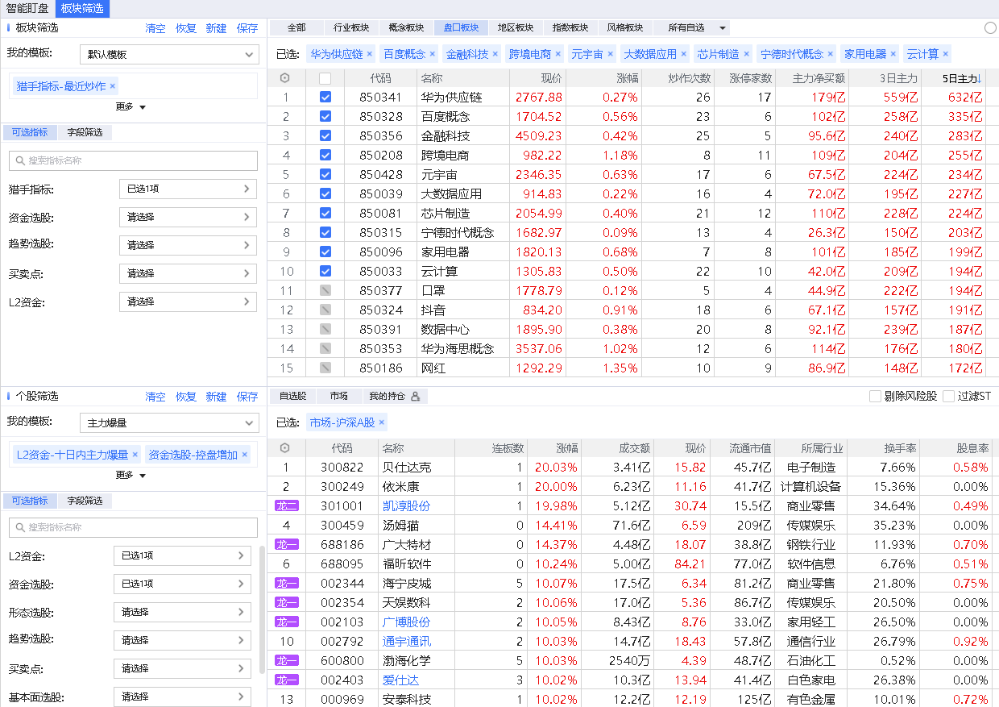 智能盯盘 板块筛选
板块筛选 清空 恢复 新建 保存
我的模板: 默认模板
猎手指标-最近炒作 ×
更多 ▼
可选指标 字段筛选
搜索指标名称
猎手指标: 已选1项
资金选股: 请选择
趋势选股: 请选择
买卖点: 请选择
L2资金: 请选择
全部 行业板块 概念板块 盘口板块 地区板块 指数板块 风格板块 所有自选
已选: 华为供应链 × 百度概念 × 金融科技 × 跨境电商 × 元宇宙 × 大数据应用 × 芯片制造 × 宁德时代概念 × 家用电器 × 云计算 ×
代码 名称 现价 涨幅 炒作次数 涨停家数 主力净买额 3日主力 5日主力↓
1 850341 华为供应链 2767.88 0.27% 26 17 179亿 559亿 632亿
2 850328 百度概念 1704.52 0.56% 23 6 102亿 258亿 335亿
3 850356 金融科技 4509.23 0.42% 25 5 95.6亿 240亿 283亿
4 850208 跨境电商 982.22 1.18% 8 11 109亿 204亿 255亿
5 850428 元宇宙 2346.35 0.63% 17 6 67.5亿 224亿 234亿
6 850039 大数据应用 914.83 0.22% 16 4 72.0亿 195亿 227亿
7 850081 芯片制造 2054.99 0.40% 21 12 110亿 228亿 224亿
8 850315 宁德时代概念 1682.97 0.09% 13 4 26.3亿 150亿 203亿
9 850096 家用电器 1820.13 0.68% 7 8 101亿 185亿 199亿
10 850033 云计算 1305.83 0.50% 22 10 42.0亿 209亿 194亿
11 850377 口罩 1778.79 0.12% 5 4 44.9亿 222亿 194亿
12 850324 抖音 834.20 0.91% 18 6 67.1亿 157亿 191亿
13 850391 数据中心 1895.90 0.38% 20 8 92.1亿 239亿 187亿
14 850353 华为海思概念 3537.06 1.02% 12 6 114亿 176亿 180亿
15 850186 网红 1292.29 1.35% 10 9 86.9亿 148亿 172亿
个股筛选 清空 恢复 新建 保存
我的模板: 主力爆量
L2资金-十日内主力爆量 × 资金选股-控盘增加 ×
更多 ▼
可选指标 字段筛选
搜索指标名称
L2资金: 已选1项
资金选股: 已选1项
形态选股: 请选择
趋势选股: 请选择
买卖点: 请选择
基本面选股: 请选择
自选股 市场 我的持仓 剔除风险股 过滤ST
已选: 市场-沪深A股 ×
代码 名称 连板数 涨幅 成交额 现价 流通市值 所属行业 换手率 股息率
1 300822 贝仕达克 1 20.03% 3.41亿 15.82 45.7亿 电子制造 7.66% 0.58%
2 300249 依米康 1 20.00% 6.23亿 11.16 41.7亿 计算机设备 15.36% 0.00%
龙二 301001 凯淳股份 1 19.98% 5.12亿 30.74 15.5亿 商业零售 34.64% 0.49%
4 300459 汤姆猫 0 14.41% 71.6亿 6.59 209亿 传媒娱乐 35.23% 0.00%
龙一 688186 广大特材 0 14.37% 4.48亿 18.07 38.8亿 钢铁行业 11.93% 0.70%
6 688095 福昕软件 0 10.24% 5.00亿 84.21 77.0亿 软件信息 6.76% 0.51%
龙一 002344 海宁皮城 5 10.07% 17.5亿 6.34 81.2亿 商业零售 21.80% 0.75%
龙一 002354 天娱数科 2 10.06% 17.0亿 5.36 86.7亿 传媒娱乐 20.50% 0.00%
龙一 002103 广博股份 2 10.05% 8.43亿 8.76 33.0亿 家用轻工 26.50% 0.00%
10 002792 通宇通讯 2 10.03% 14.7亿 18.43 57.8亿 通信行业 26.79% 0.92%
龙一 600800 渤海化学 5 10.03% 2540万 4.39 48.7亿 石油化工 0.52% 0.00%
龙一 002403 爱仕达 3 10.02% 10.3亿 13.94 41.4亿 白色家电 26.38% 0.00%
13 000969 安泰科技 1 10.02% 12.2亿 12.19 125亿 有色金属 10.01% 0.72%